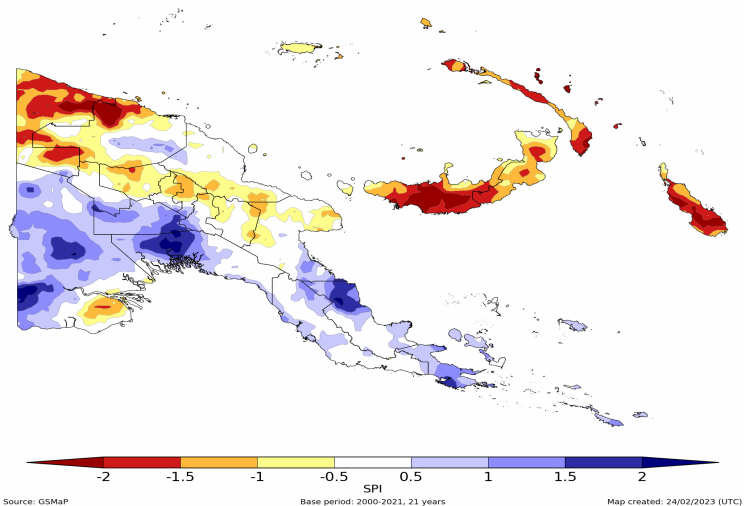 -2 -1.5 -1 -0.5 0.5 1 1.5 2
SPI
Source: GSMaP Base period: 2000-2021, 21 years Map created: 24/02/2023 (UTC)